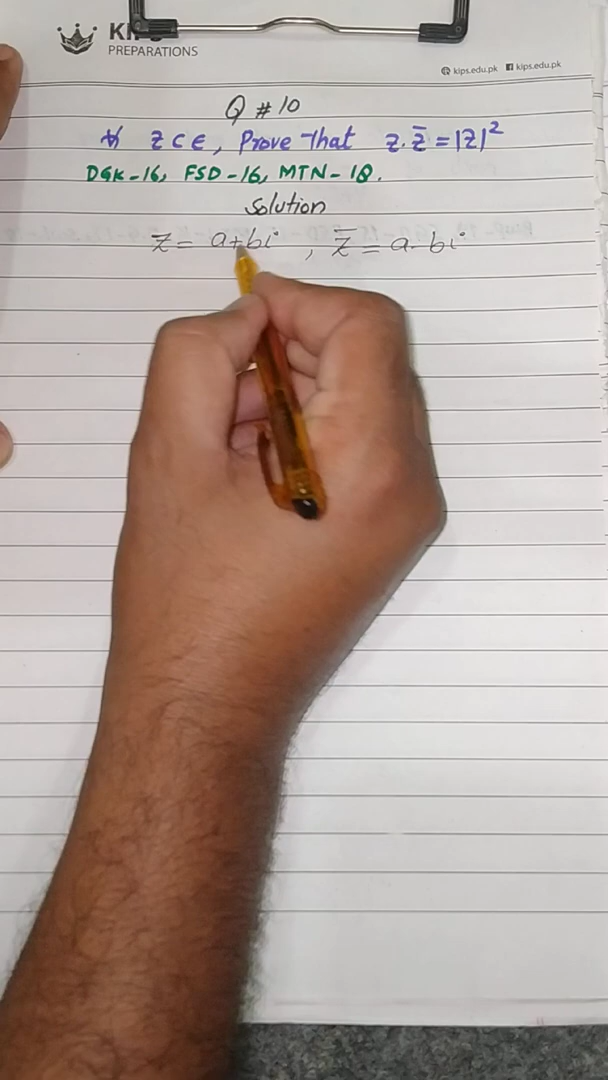 PREPARATIONS
kips.edu.pk kips.edu.pk
Q # 10
∀ z ϵ ℂ, Prove that z.z̄ = |z|²
DGK-16, FSD-16, MTN-18.
Solution
z = a+bi , z̄ = a-bi